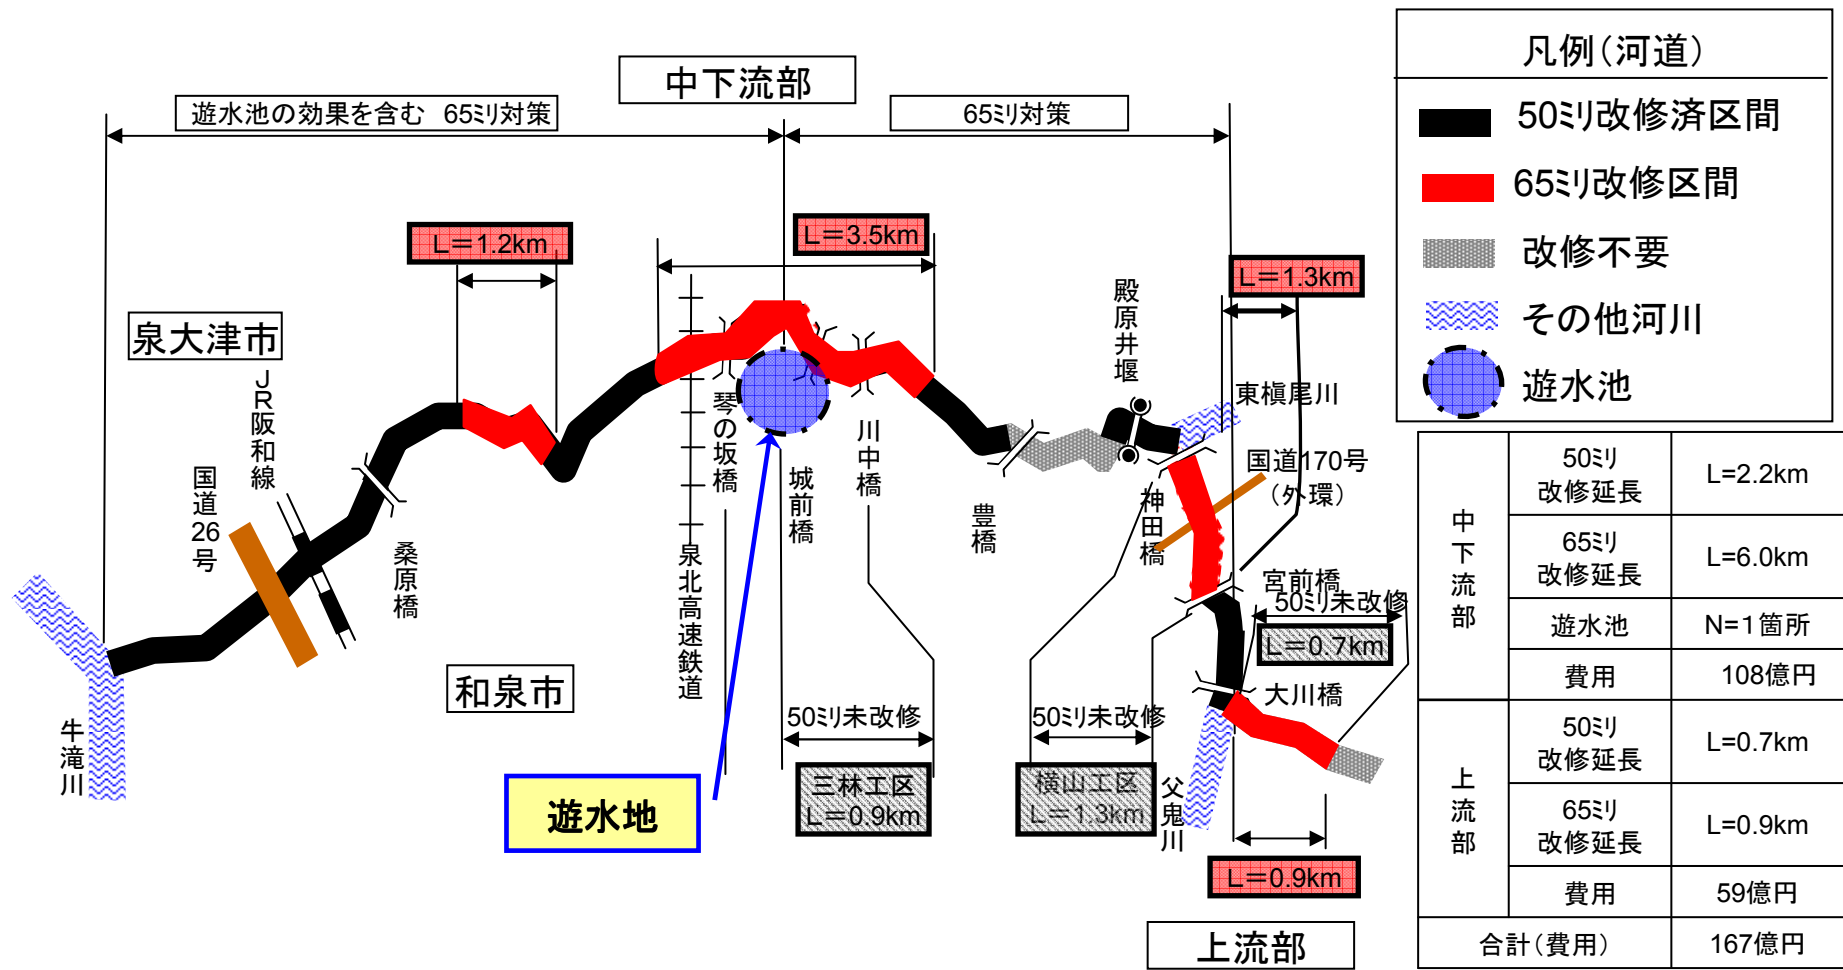 中下流部
遊水池の効果を含む 65ミリ対策
65ミリ対策
L=1.2km
L=3.5km
L=1.3km
泉大津市
JR阪和線
国道26号
桑原橋
牛滝川
和泉市
泉北高速鉄道
琴の坂橋
城前橋
川中橋
豊橋
殿原井堰
東槇尾川
国道170号
(外環)
神田橋
宮前橋
50ミリ未改修
L=0.7km
大川橋
父鬼川
50ミリ未改修
三林工区
L=0.9km
50ミリ未改修
横山工区
L=1.3km
遊水地
L=0.9km
上流部
凡例(河道)
50ミリ改修済区間
65ミリ改修区間
改修不要
その他河川
遊水池
中下流部
50ミリ
改修延長
L=2.2km
65ミリ
改修延長
L=6.0km
遊水池
N=1箇所
費用
108億円
上流部
50ミリ
改修延長
L=0.7km
65ミリ
改修延長
L=0.9km
費用
59億円
合計(費用)
167億円